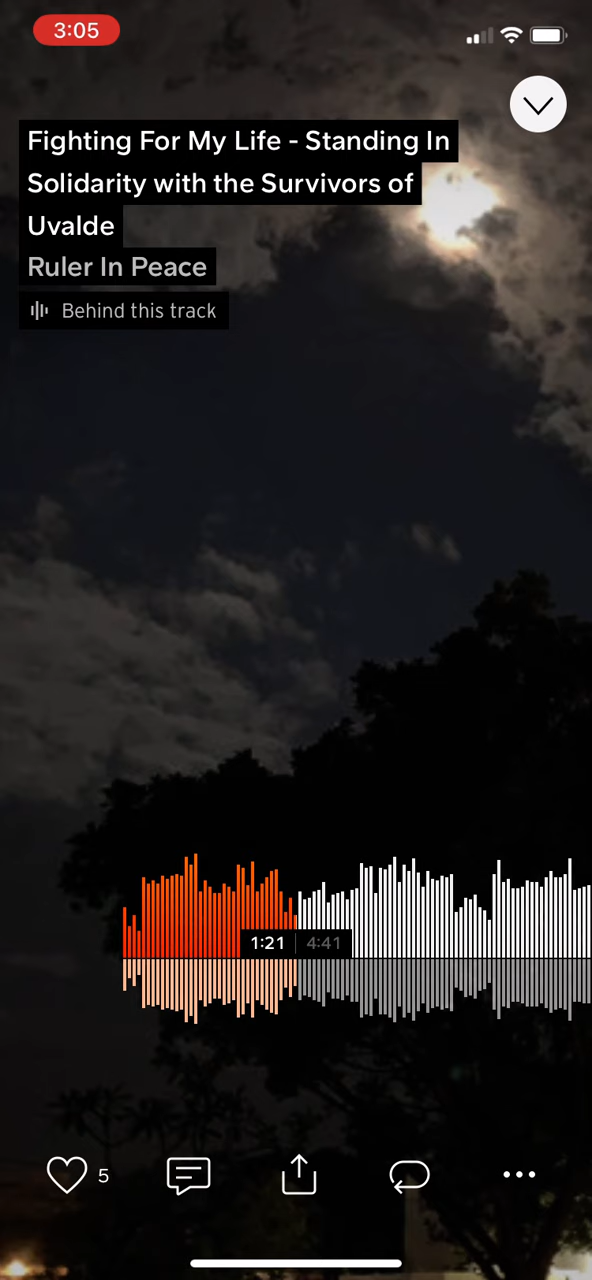 3:05
Fighting For My Life - Standing In
Solidarity with the Survivors of
Uvalde
Ruler In Peace
Behind this track
1:21 4:41
5